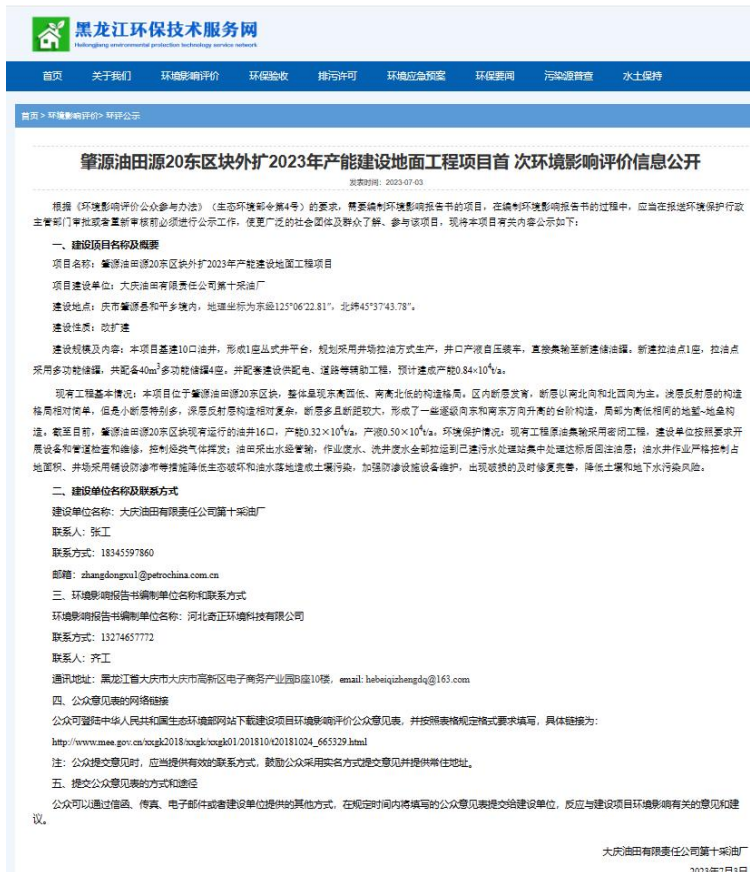 黑龙江环保技术服务网
Heilongjiang environmental protection technology service network
首页 关于我们 环境影响评价 环保验收 排污许可 环境应急预案 环保要闻 污染源普查 水土保持
首页 > 环境影响评价> 环评公示
肇源油田源20东区块外扩2023年产能建设地面工程项目首 次环境影响评价信息公开
发表时间：2023-07-03
根据《环境影响评价公众参与办法》（生态环境部令第4号）的要求，需要编制环境影响报告书的项目，在编制环境影响报告书的过程中，应当在报送环境保护行政
主管部门审批或者重新审核前必须进行公示工作，使更广泛的社会团体及群众了解、参与该项目，现将本项目有关内容公示如下：
一、建设项目名称及概要
项目名称：肇源油田源20东区块外扩2023年产能建设地面工程项目
项目建设单位：大庆油田有限责任公司第十采油厂
建设地点：庆市肇源县和平乡境内，地理坐标为东经125°06′22.81″，北纬45°37′43.78″。
建设性质：改扩建
建设规模及内容：本项目基建10口油井，形成1座丛式井平台，规划采用井场拉油方式生产，井口产液自压装车，直接集输至新建储油罐。新建拉油点1座，拉油点
采用多功能储罐，共配备40m³多功能储罐4座。并配套建设供配电、道路等辅助工程，预计建成产能0.84×10⁴t/a。
现有工程基本情况：本项目位于肇源油田源20东区块，整体呈现东高西低、南高北低的构造格局。区内断层发育，断层以南北向和北西向为主。浅层反射层的构造
格局相对简单，但是小断层特别多，深层反射层构造相对复杂，断层多且断距较大，形成了一些逐级向东和南东方向升高的台阶构造，局部为高低相间的地堑~地垒构
造。截至目前，肇源油田源20东区块现有运行的油井16口，产能0.32×10⁴t/a，产液0.50×10⁴t/a，环境保护情况：现有工程原油集输采用密闭工程，建设单位按照要求开
展设备和管道检查和维修，控制烃类气体挥发；油田采出水经管输，作业废水、洗井废水全部拉运到已建污水处理站集中处理达标后回注油层；油水井作业严格控制占
地面积、井场采用铺设防渗布等措施降低生态破坏和油水落地造成土壤污染，加强防渗设施设备维护，出现破损的及时修复完善，降低土壤和地下水污染风险。
二、建设单位名称及联系方式
建设单位名称：大庆油田有限责任公司第十采油厂
联系人：张工
联系方式：18345597860
邮箱：zhangdongxu1@petrochina.com.cn
三、环境影响报告书编制单位名称和联系方式
环境影响报告书编制单位名称：河北奇正环境科技有限公司
联系方式：13274657772
联系人：齐工
通讯地址：黑龙江省大庆市大庆市高新区电子商务产业园B座10楼，email: hebeiqizhengdq@163.com
四、公众意见表的网络链接
公众可登陆中华人民共和国生态环境部网站下载建设项目环境影响评价公众意见表，并按照表格规定格式要求填写，具体链接为：
http://www.mee.gov.cn/xxgk2018/xxgk/xxgk01/201810/t20181024_665329.html
注：公众提交意见时，应当提供有效的联系方式，鼓励公众采用实名方式提交意见并提供常住地址。
五、提交公众意见表的方式和途径
公众可以通过信函、传真、电子邮件或者建设单位提供的其他方式，在规定时间内将填写的公众意见表提交给建设单位，反应与建设项目环境影响有关的意见和建
议。
大庆油田有限责任公司第十采油厂
2023年7月3日